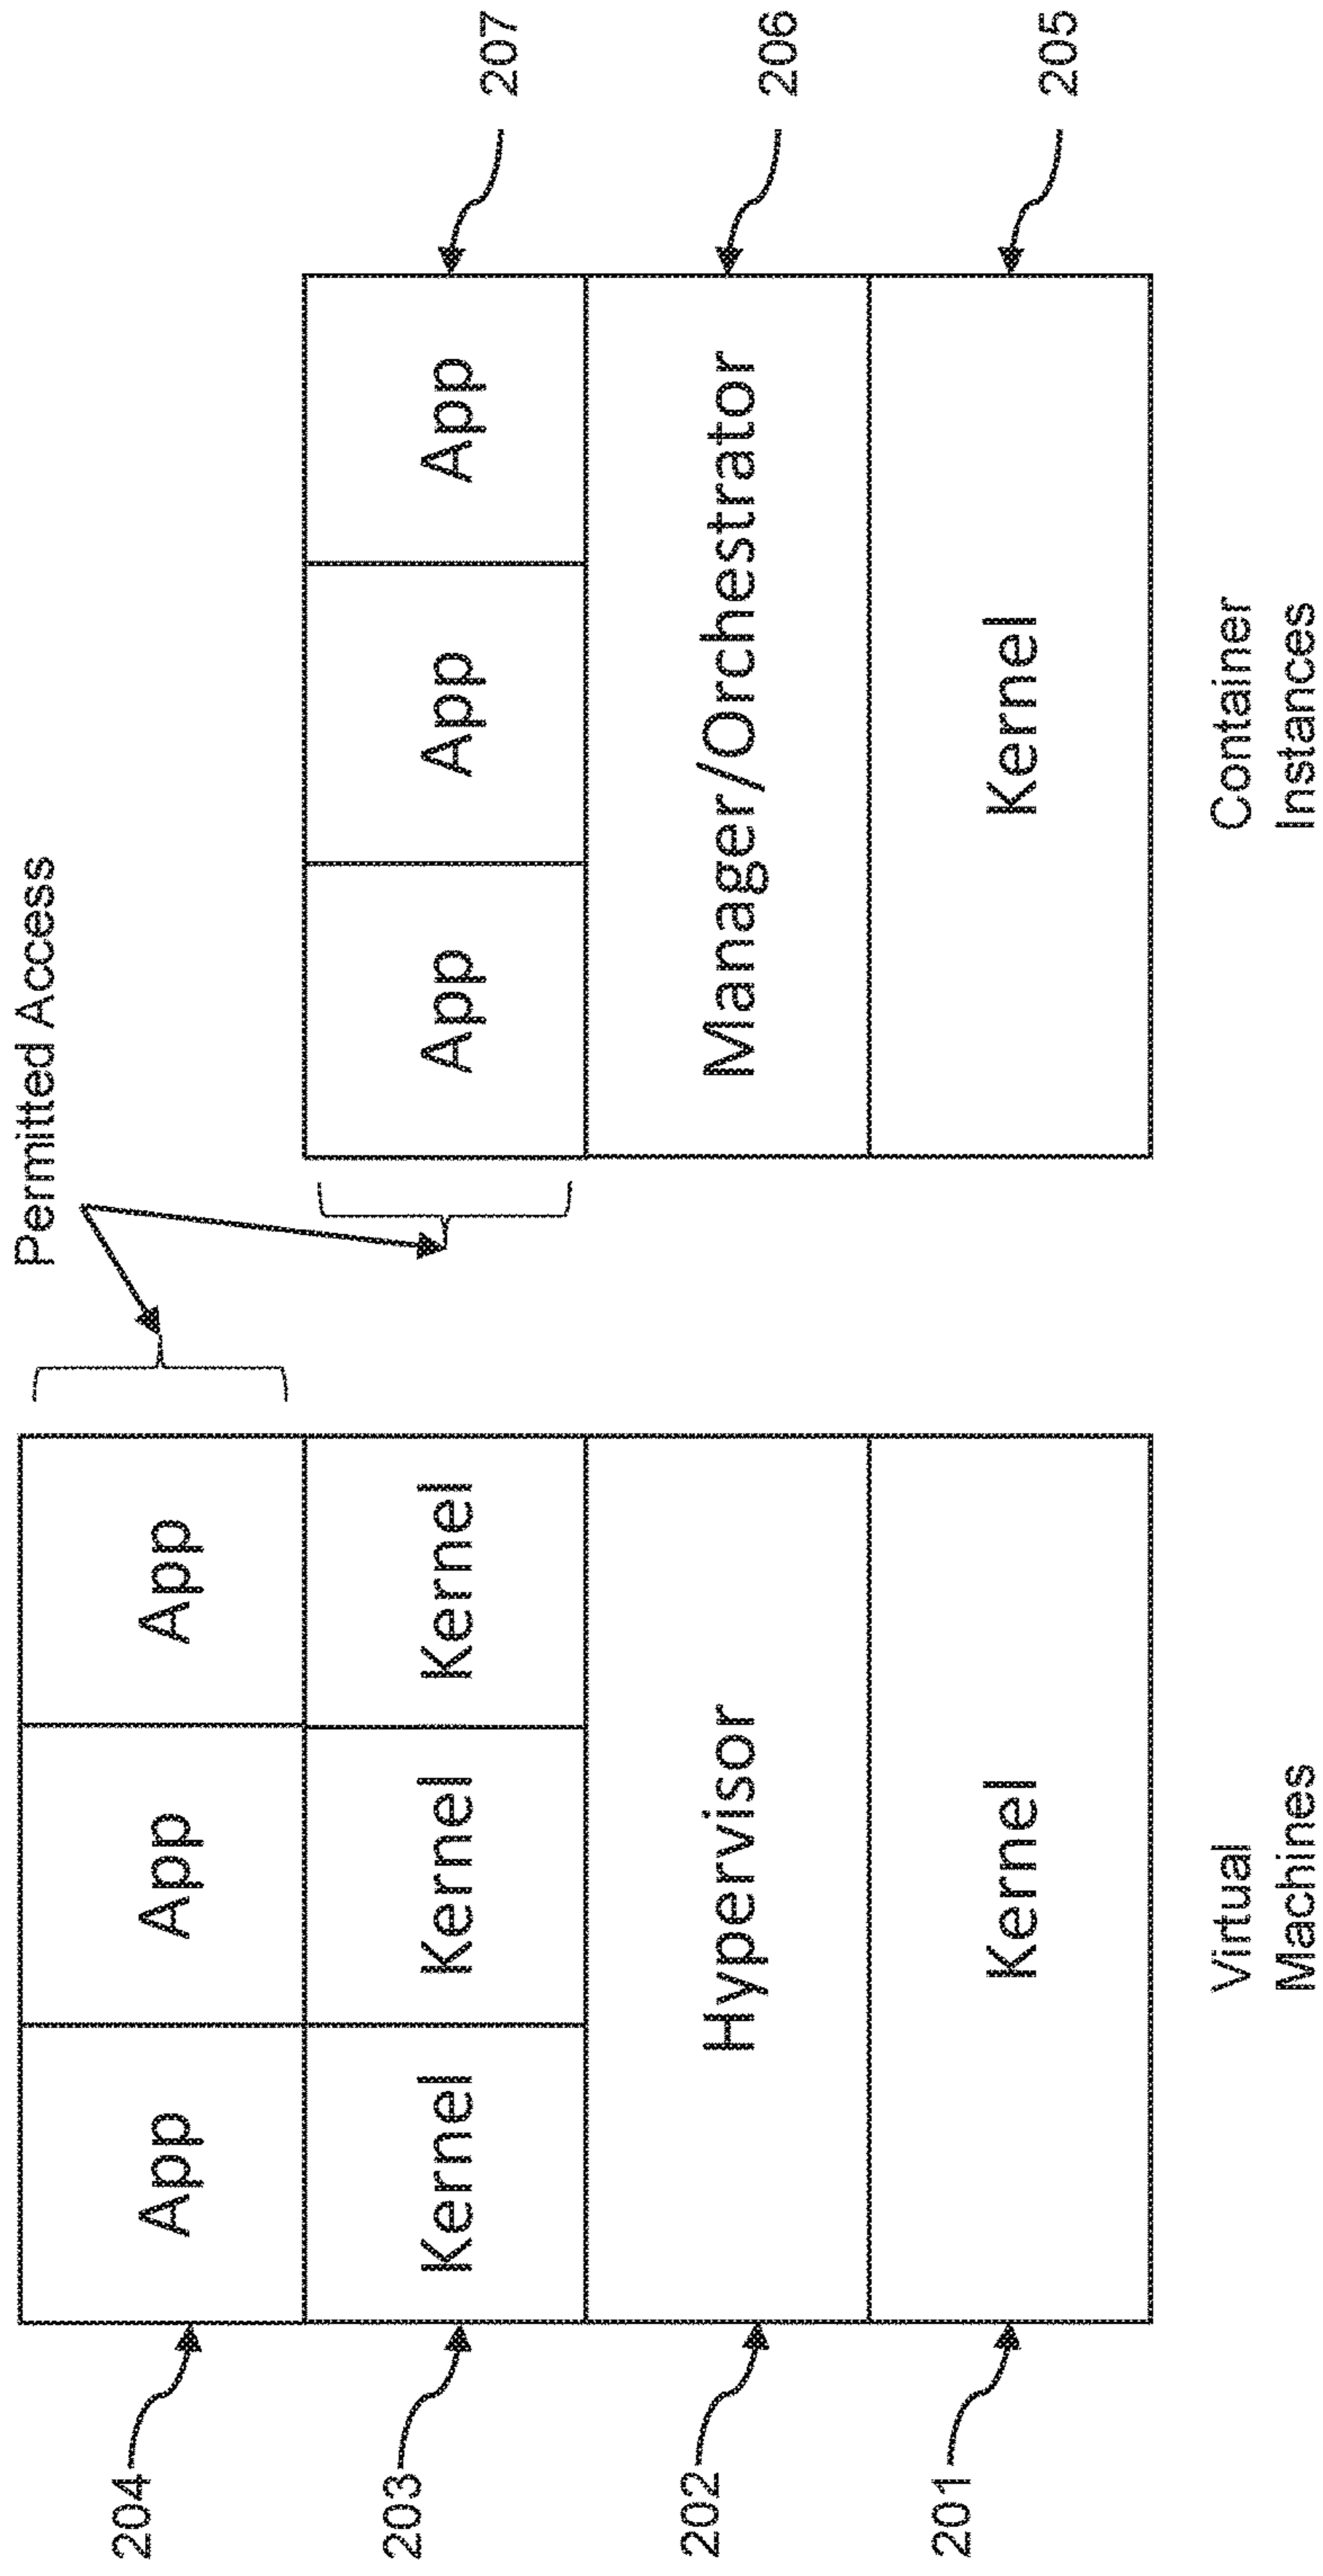 Permitted Access
204
App
App
App
203
Kernel
Kernel
Kernel
202
Hypervisor
201
Kernel
Virtual
Machines
App
App
App
207
Manager/Orchestrator
206
Kernel
205
Container
Instances